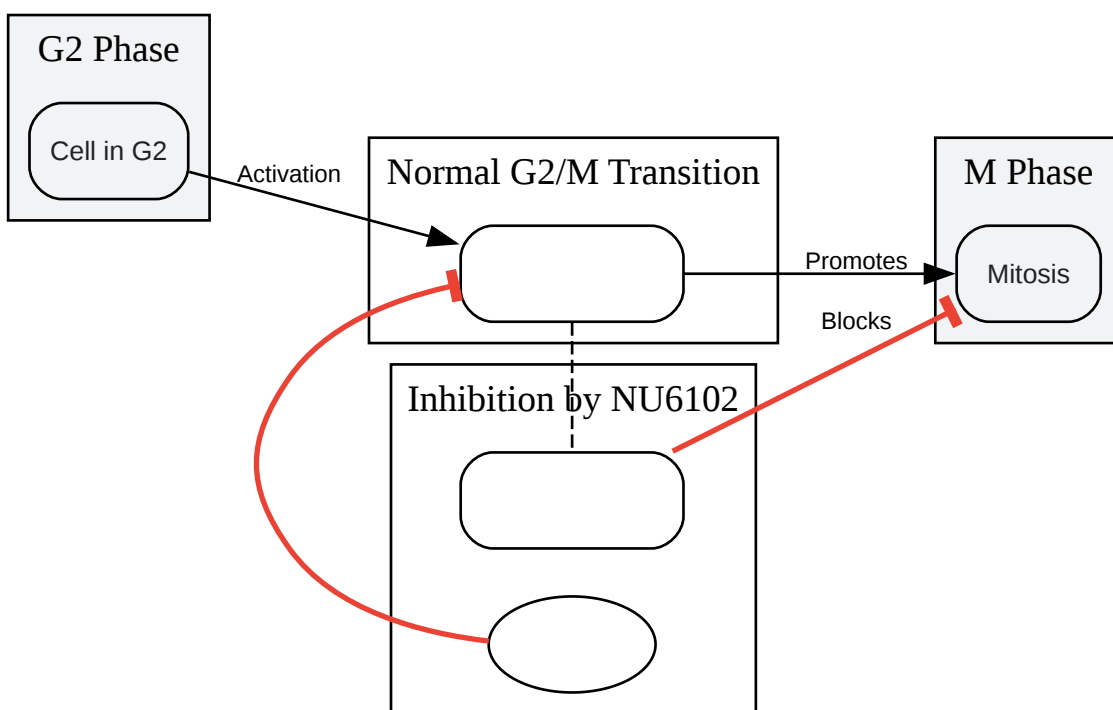 G2 Phase
Cell in G2
Activation
Normal G2/M Transition
Promotes
M Phase
Mitosis
Blocks
Inhibition by NU6102